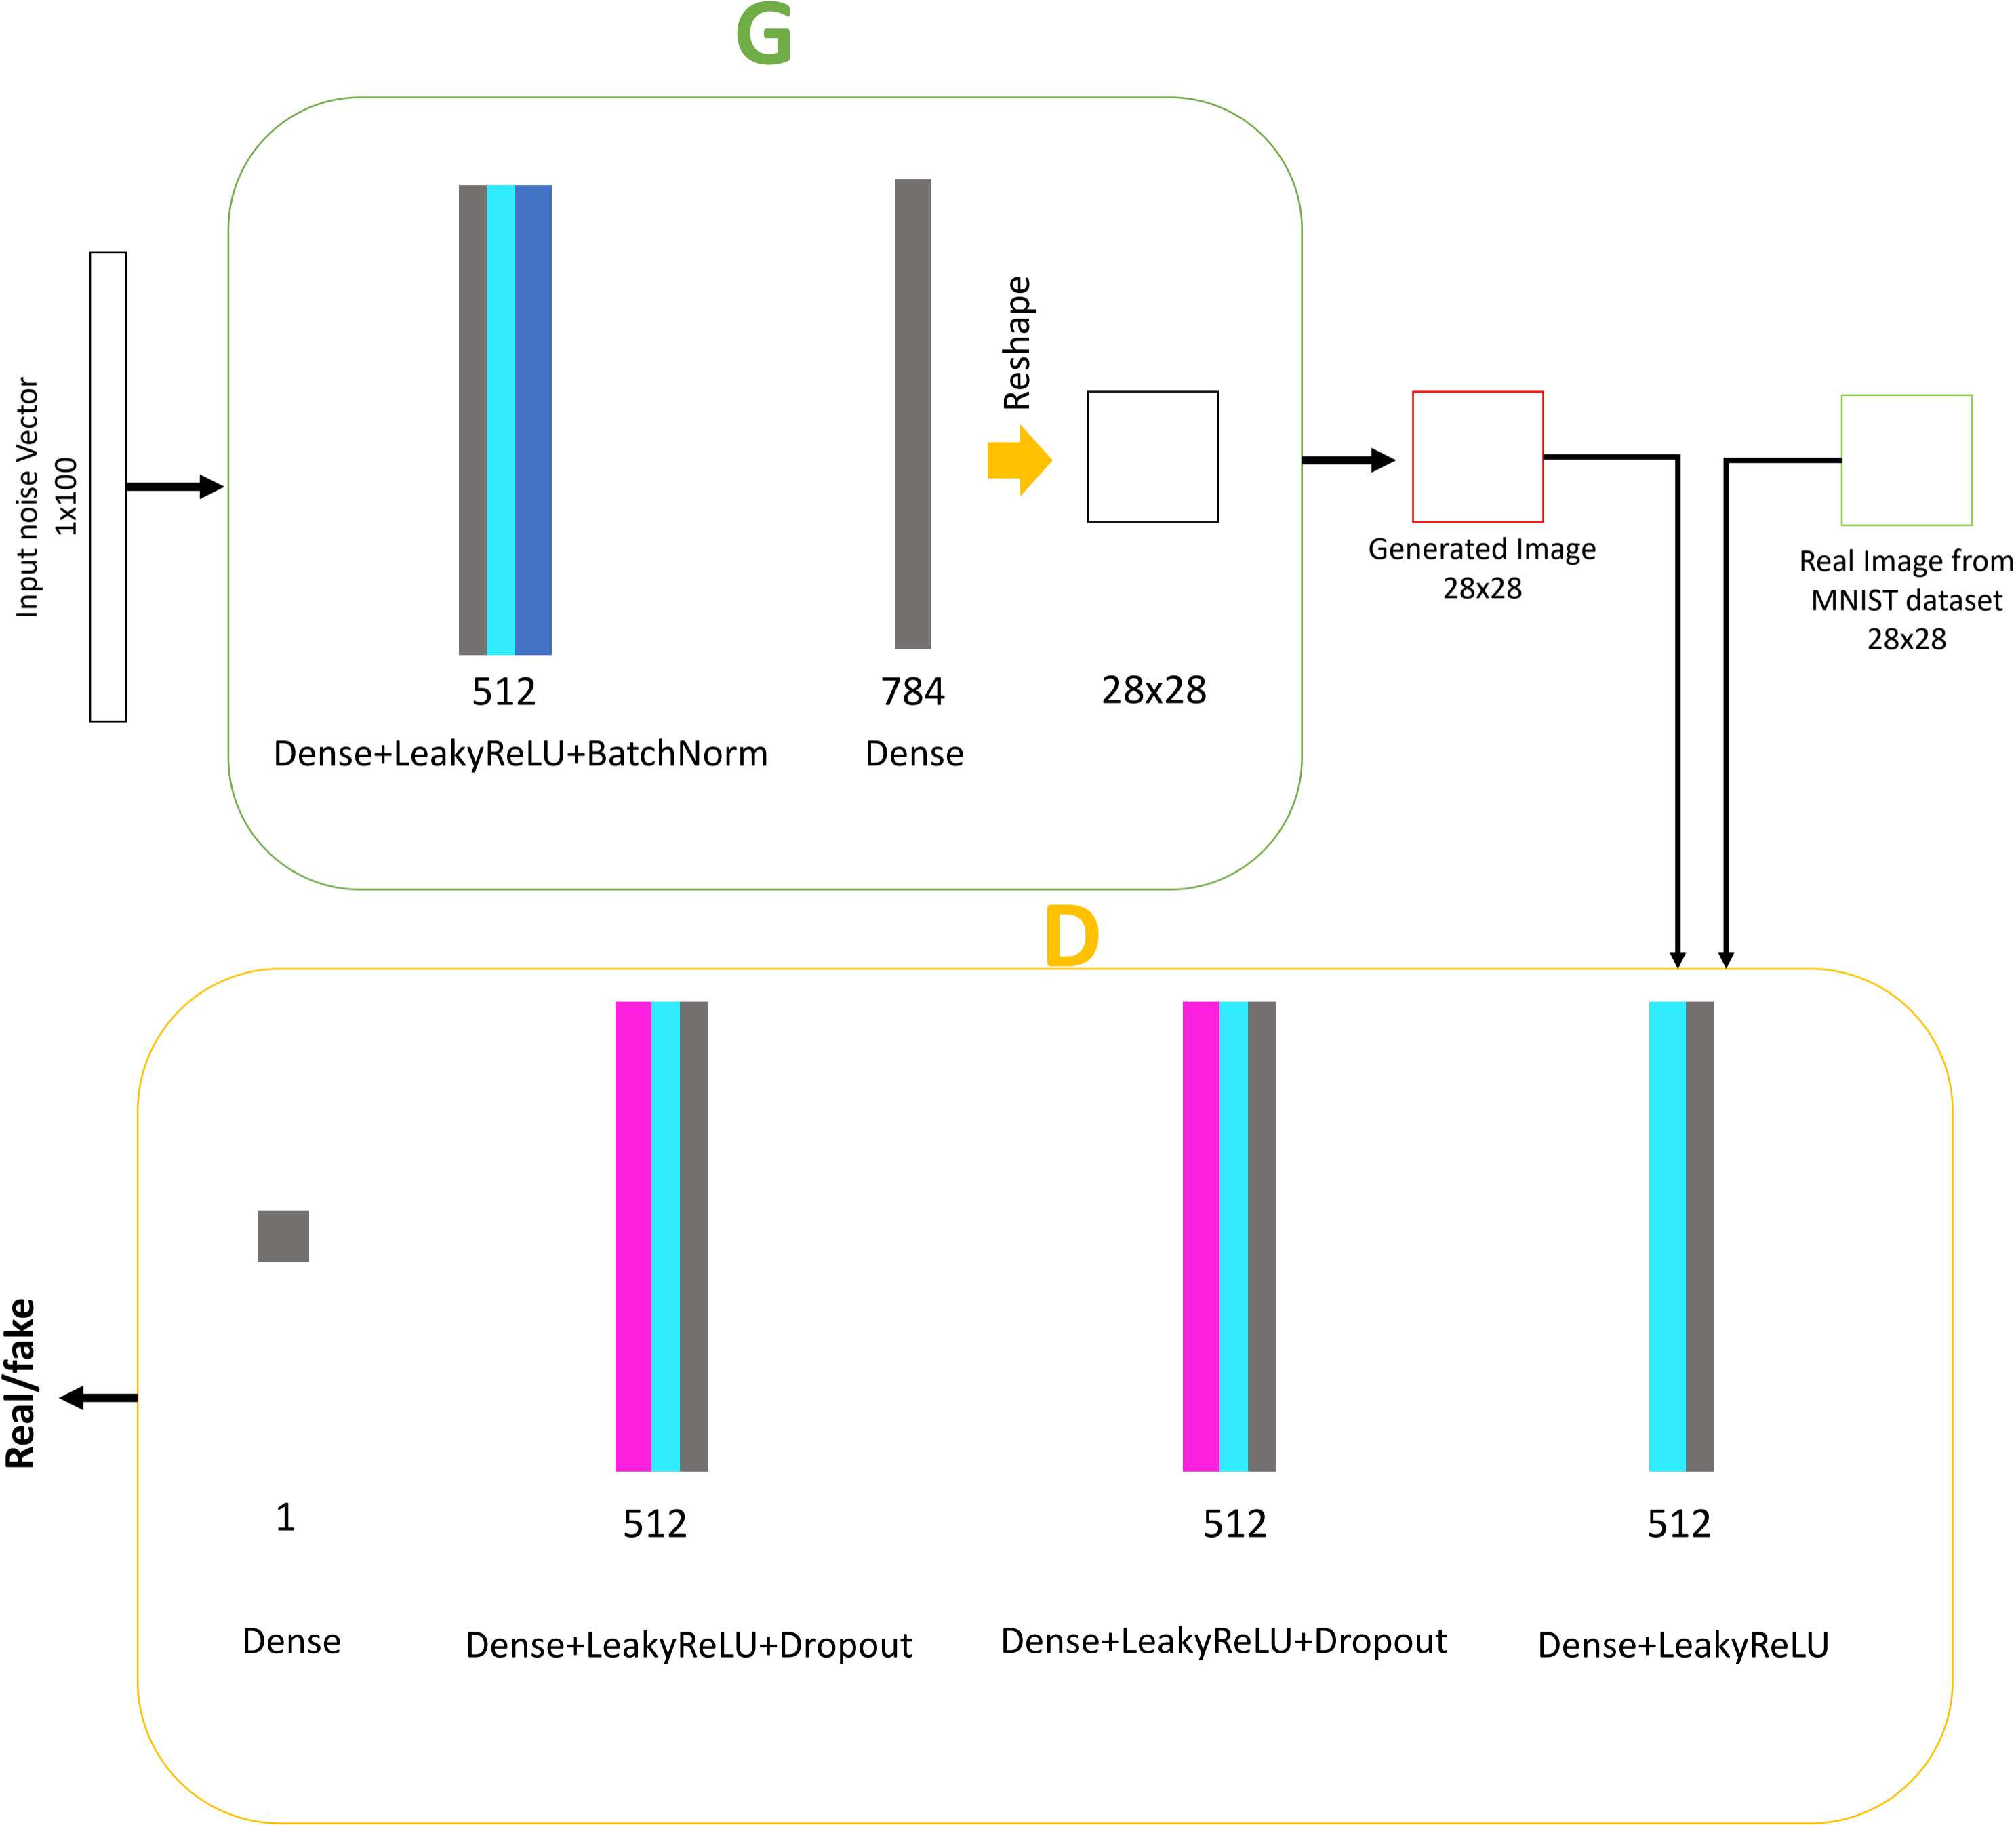 G
Input noise Vector
1x100
Reshape
512
Dense+LeakyReLU+BatchNorm
784
Dense
28x28
Generated Image
28x28
Real Image from
MNIST dataset
28x28
D
Real/fake
1
Dense
512
Dense+LeakyReLU+Dropout
512
Dense+LeakyReLU+Dropout
512
Dense+LeakyReLU